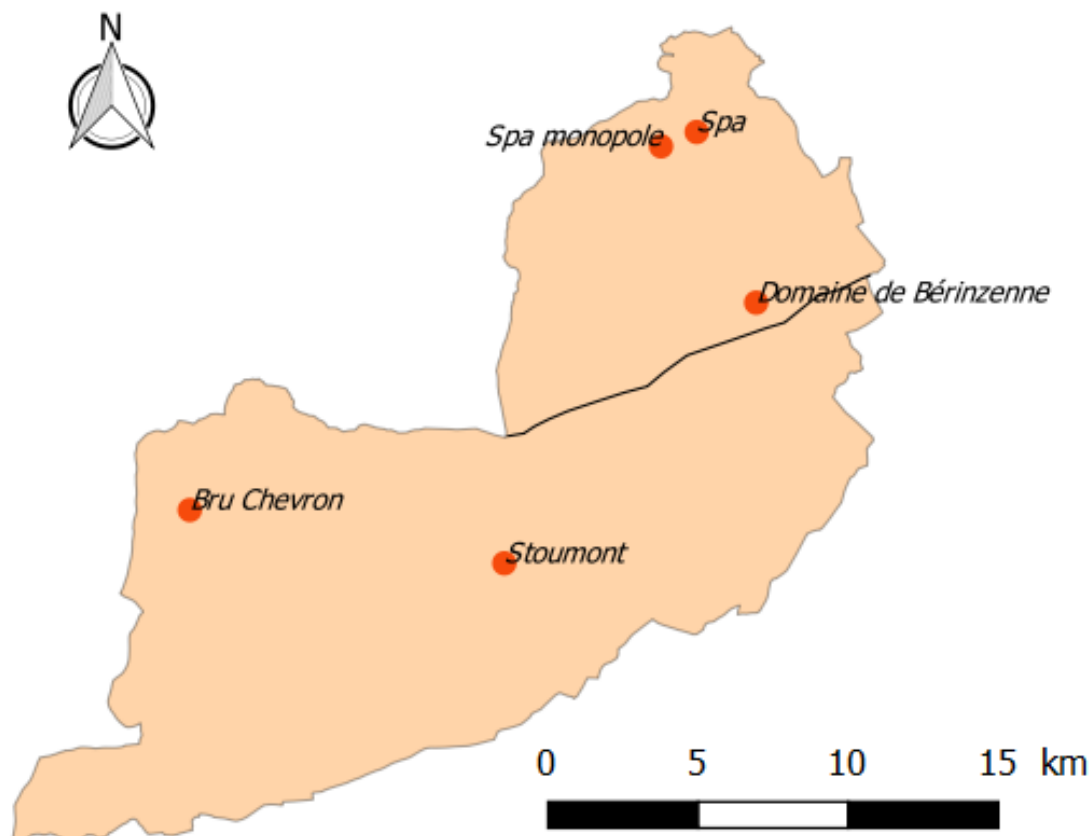 N
Spa
Spa monopole
Domaine de Bérinzenne
Bru Chevron
Stoumont
0 5 10 15 km